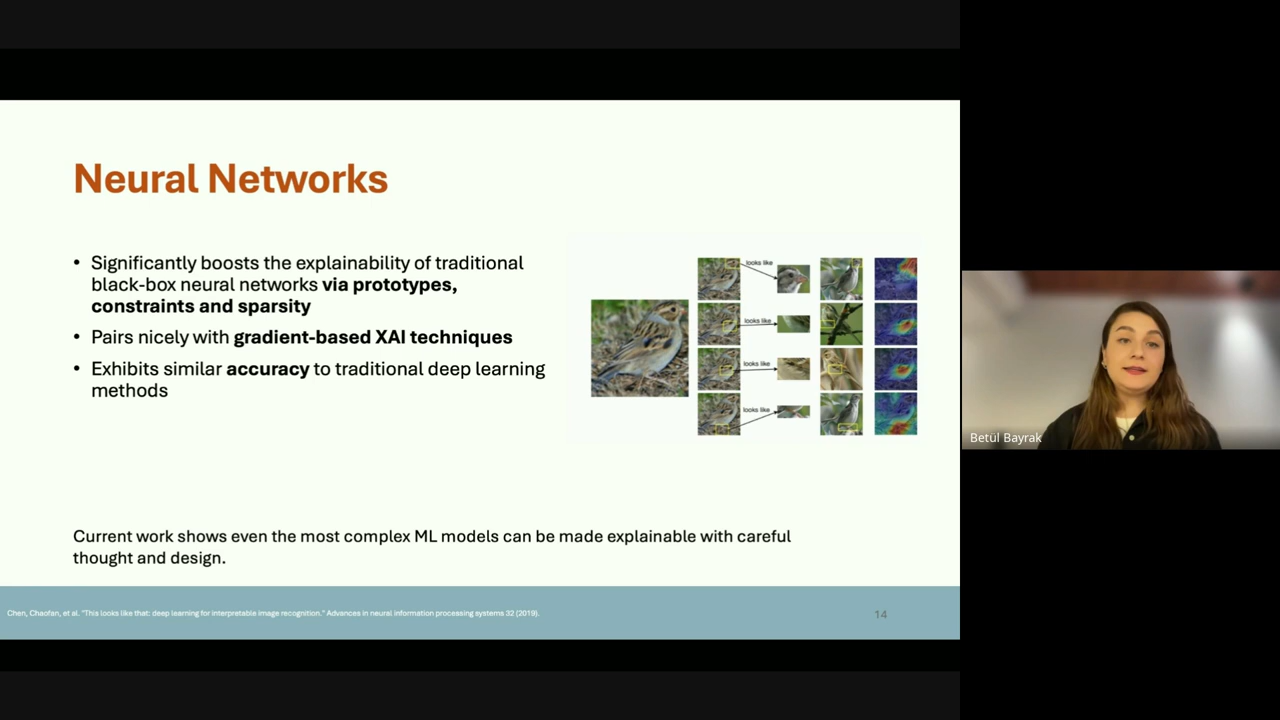 Neural Networks
• Significantly boosts the explainability of traditional
black-box neural networks via prototypes,
constraints and sparsity
• Pairs nicely with gradient-based XAI techniques
• Exhibits similar accuracy to traditional deep learning
methods
looks like
looks like
looks like
looks like
Betül Bayrak
Current work shows even the most complex ML models can be made explainable with careful
thought and design.
Chen, Chaofan, et al. "This looks like that: deep learning for interpretable image recognition." Advances in neural information processing systems 32 (2019).
14